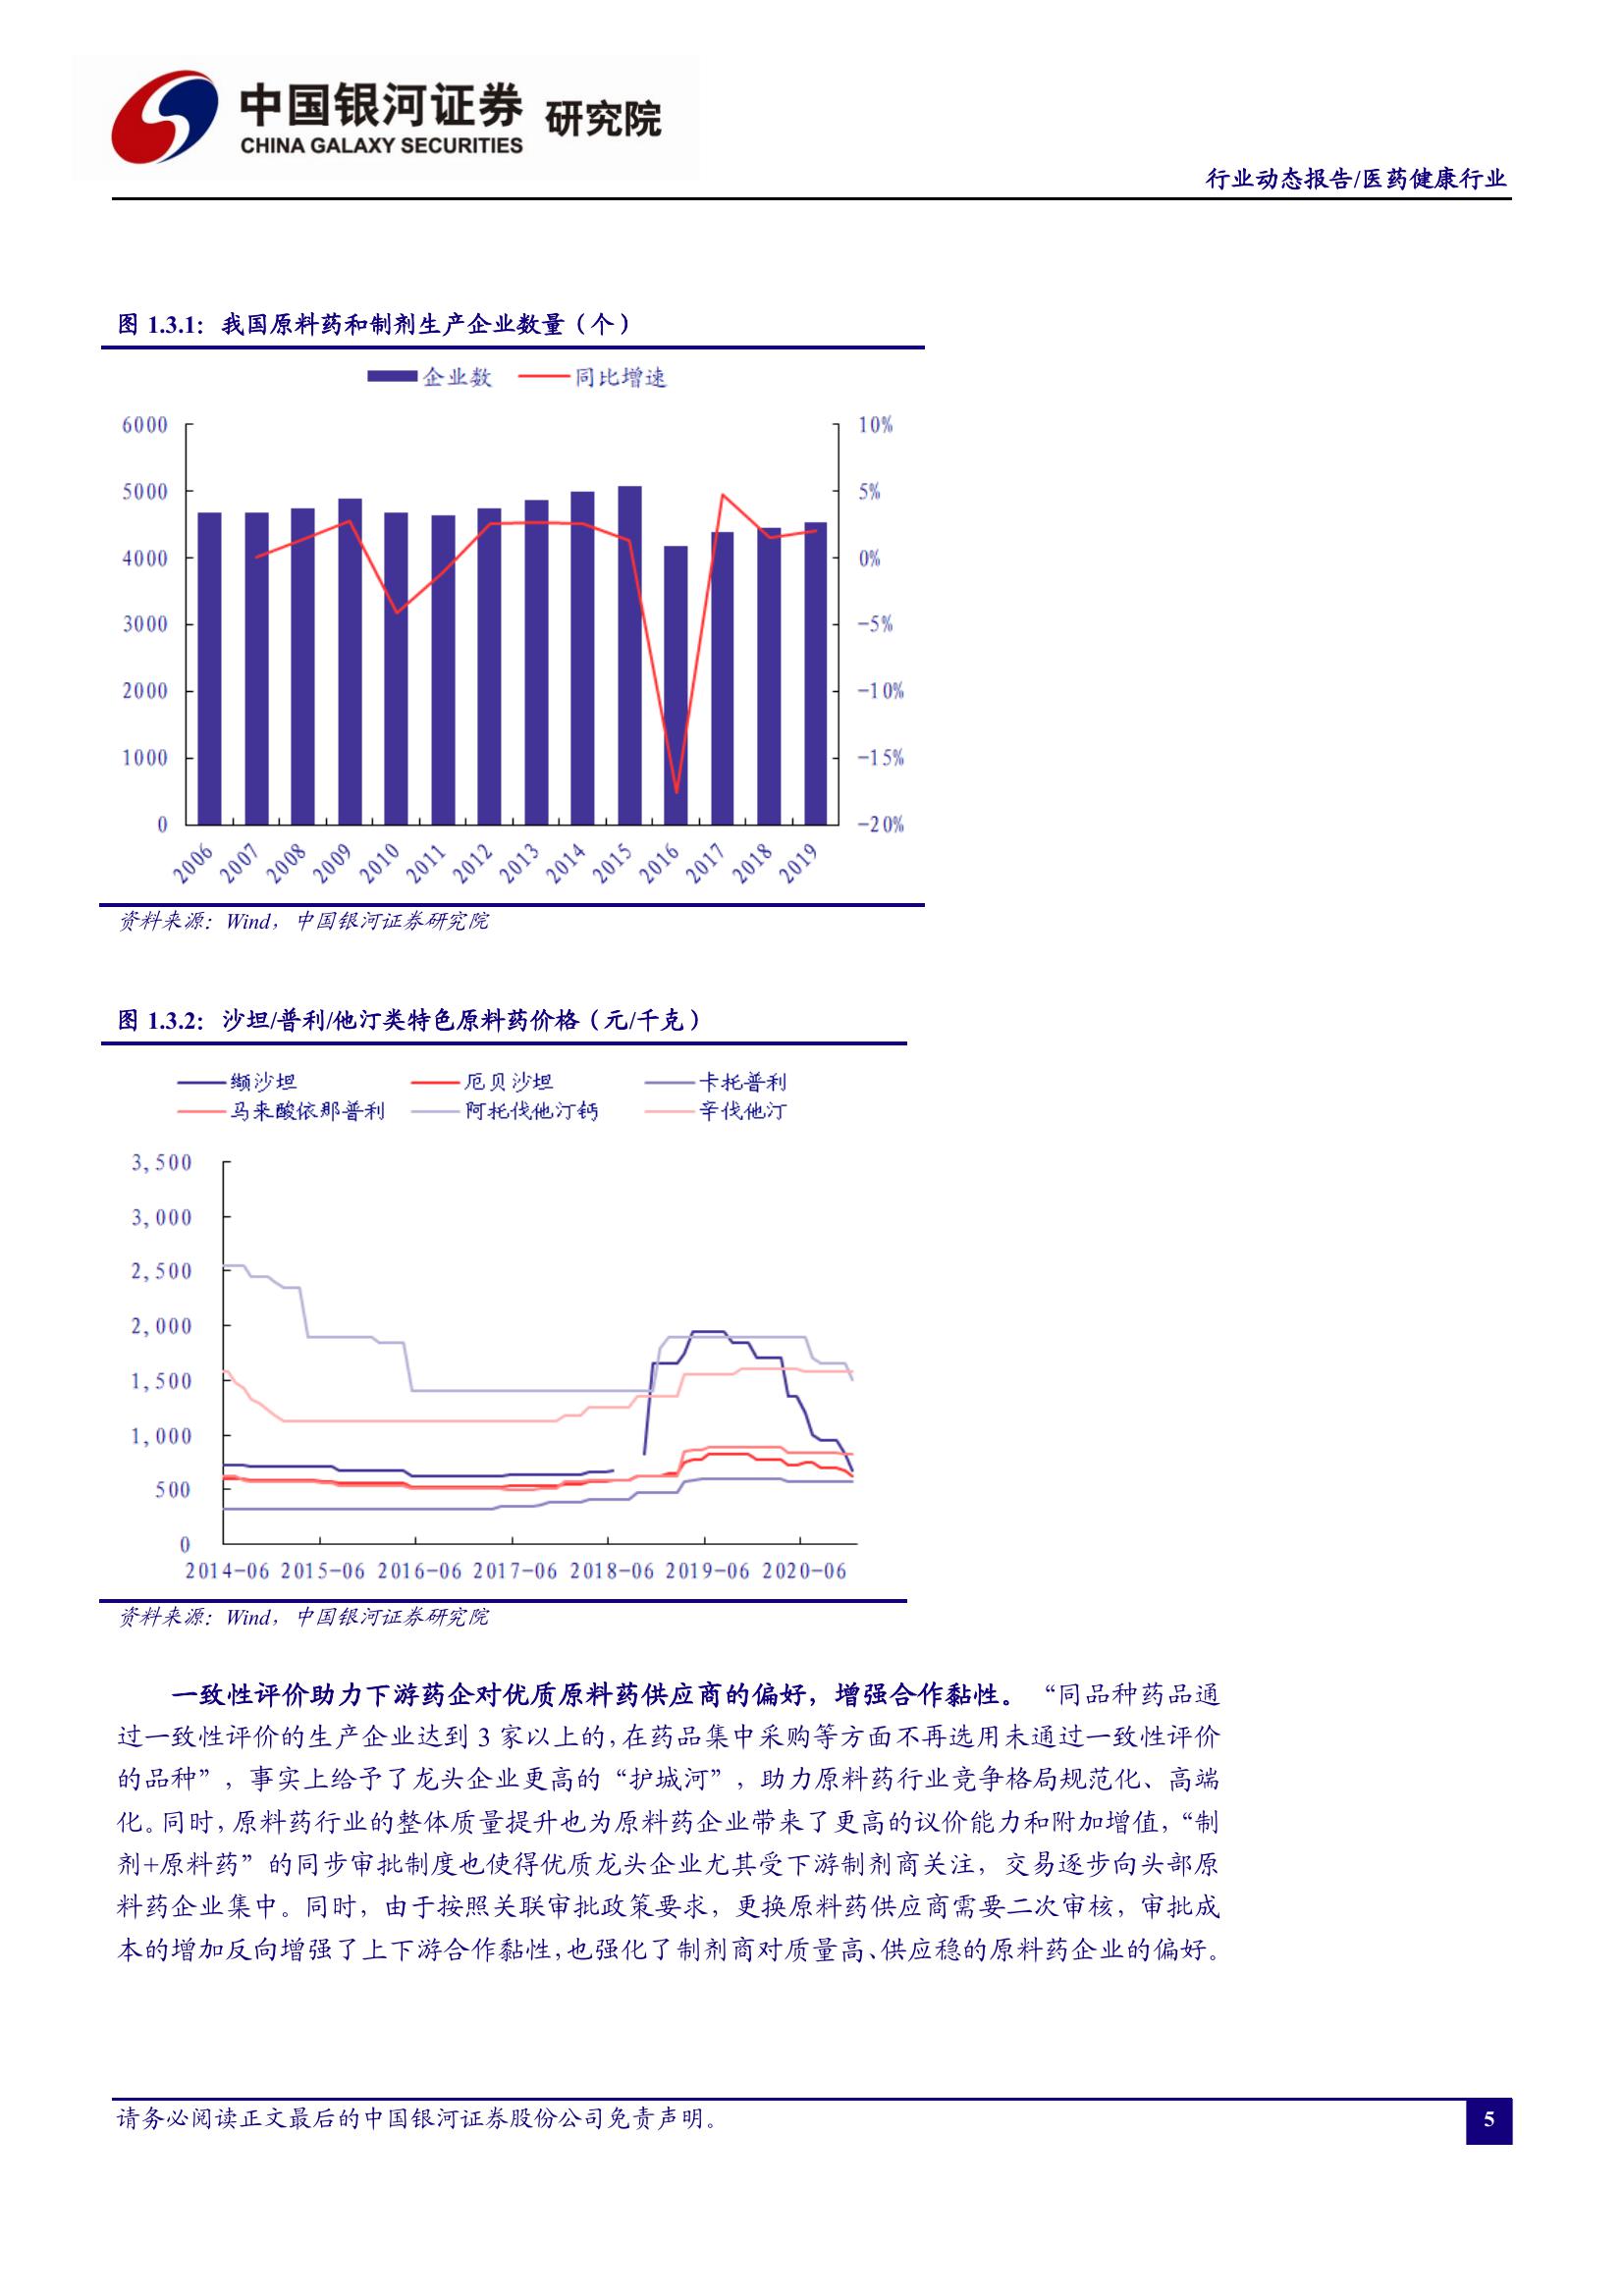 中国银河证券 研究院
CHINA GALAXY SECURITIES
行业动态报告/医药健康行业
图 1.3.1：我国原料药和制剂生产企业数量（个）
企业数 同比增速
6000 10%
5000 5%
4000 0%
3000 -5%
2000 -10%
1000 -15%
0 -20%
2006 2007 2008 2009 2010 2011 2012 2013 2014 2015 2016 2017 2018 2019
资料来源：Wind，中国银河证券研究院
图 1.3.2：沙坦/普利/他汀类特色原料药价格（元/千克）
缬沙坦 厄贝沙坦 卡托普利
马来酸依那普利 阿托伐他汀钙 辛伐他汀
3,500
3,000
2,500
2,000
1,500
1,000
500
0
2014-06 2015-06 2016-06 2017-06 2018-06 2019-06 2020-06
资料来源：Wind，中国银河证券研究院
一致性评价助力下游药企对优质原料药供应商的偏好，增强合作黏性。“同品种药品通
过一致性评价的生产企业达到 3 家以上的，在药品集中采购等方面不再选用未通过一致性评价
的品种”，事实上给予了龙头企业更高的“护城河”，助力原料药行业竞争格局规范化、高端
化。同时，原料药行业的整体质量提升也为原料药企业带来了更高的议价能力和附加增值，“制
剂+原料药”的同步审批制度也使得优质龙头企业尤其受下游制剂商关注，交易逐步向头部原
料药企业集中。同时，由于按照关联审批政策要求，更换原料药供应商需要二次审核，审批成
本的增加反向增强了上下游合作黏性，也强化了制剂商对质量高、供应稳的原料药企业的偏好。
请务必阅读正文最后的中国银河证券股份公司免责声明。
5